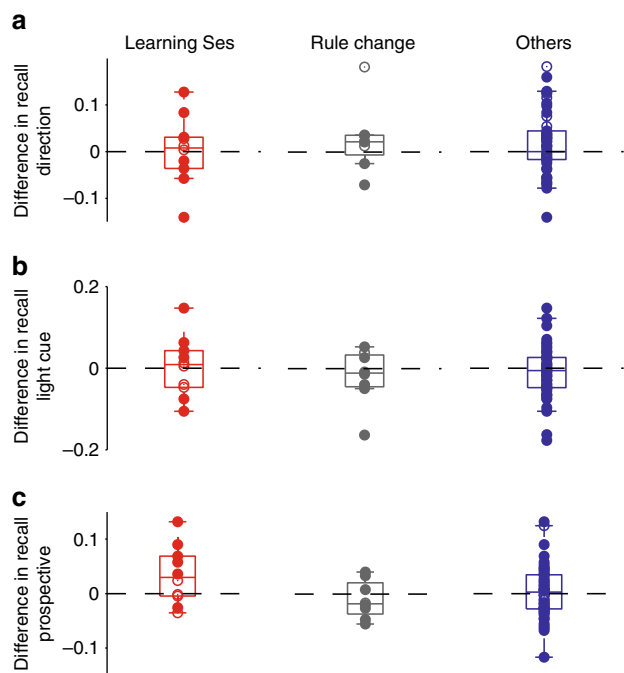 a
Learning Ses
Rule change
Others
Difference in recall
direction
0.1
0
−0.1
b
Difference in recall
light cue
0.2
0
−0.2
c
Difference in recall
prospective
0.1
0
−0.1